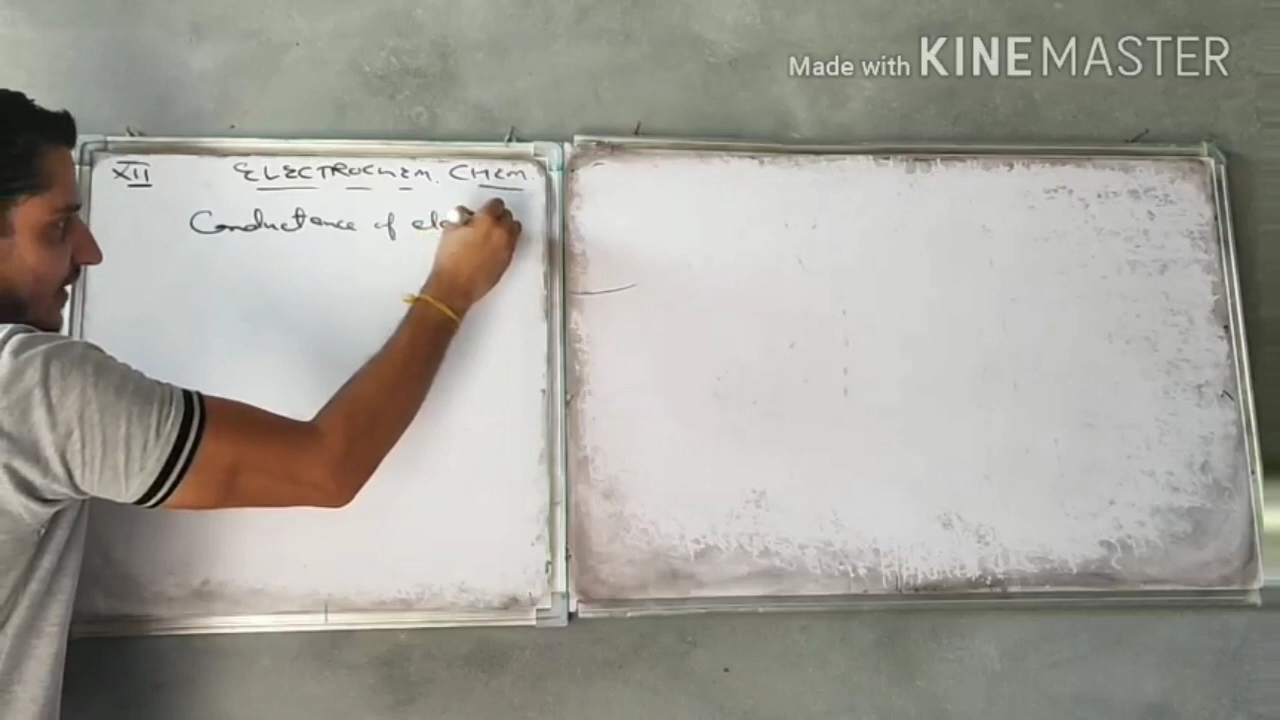 Made with KINEMASTER
XII ELECTROCHEM. CHEM.
Conductance of ele